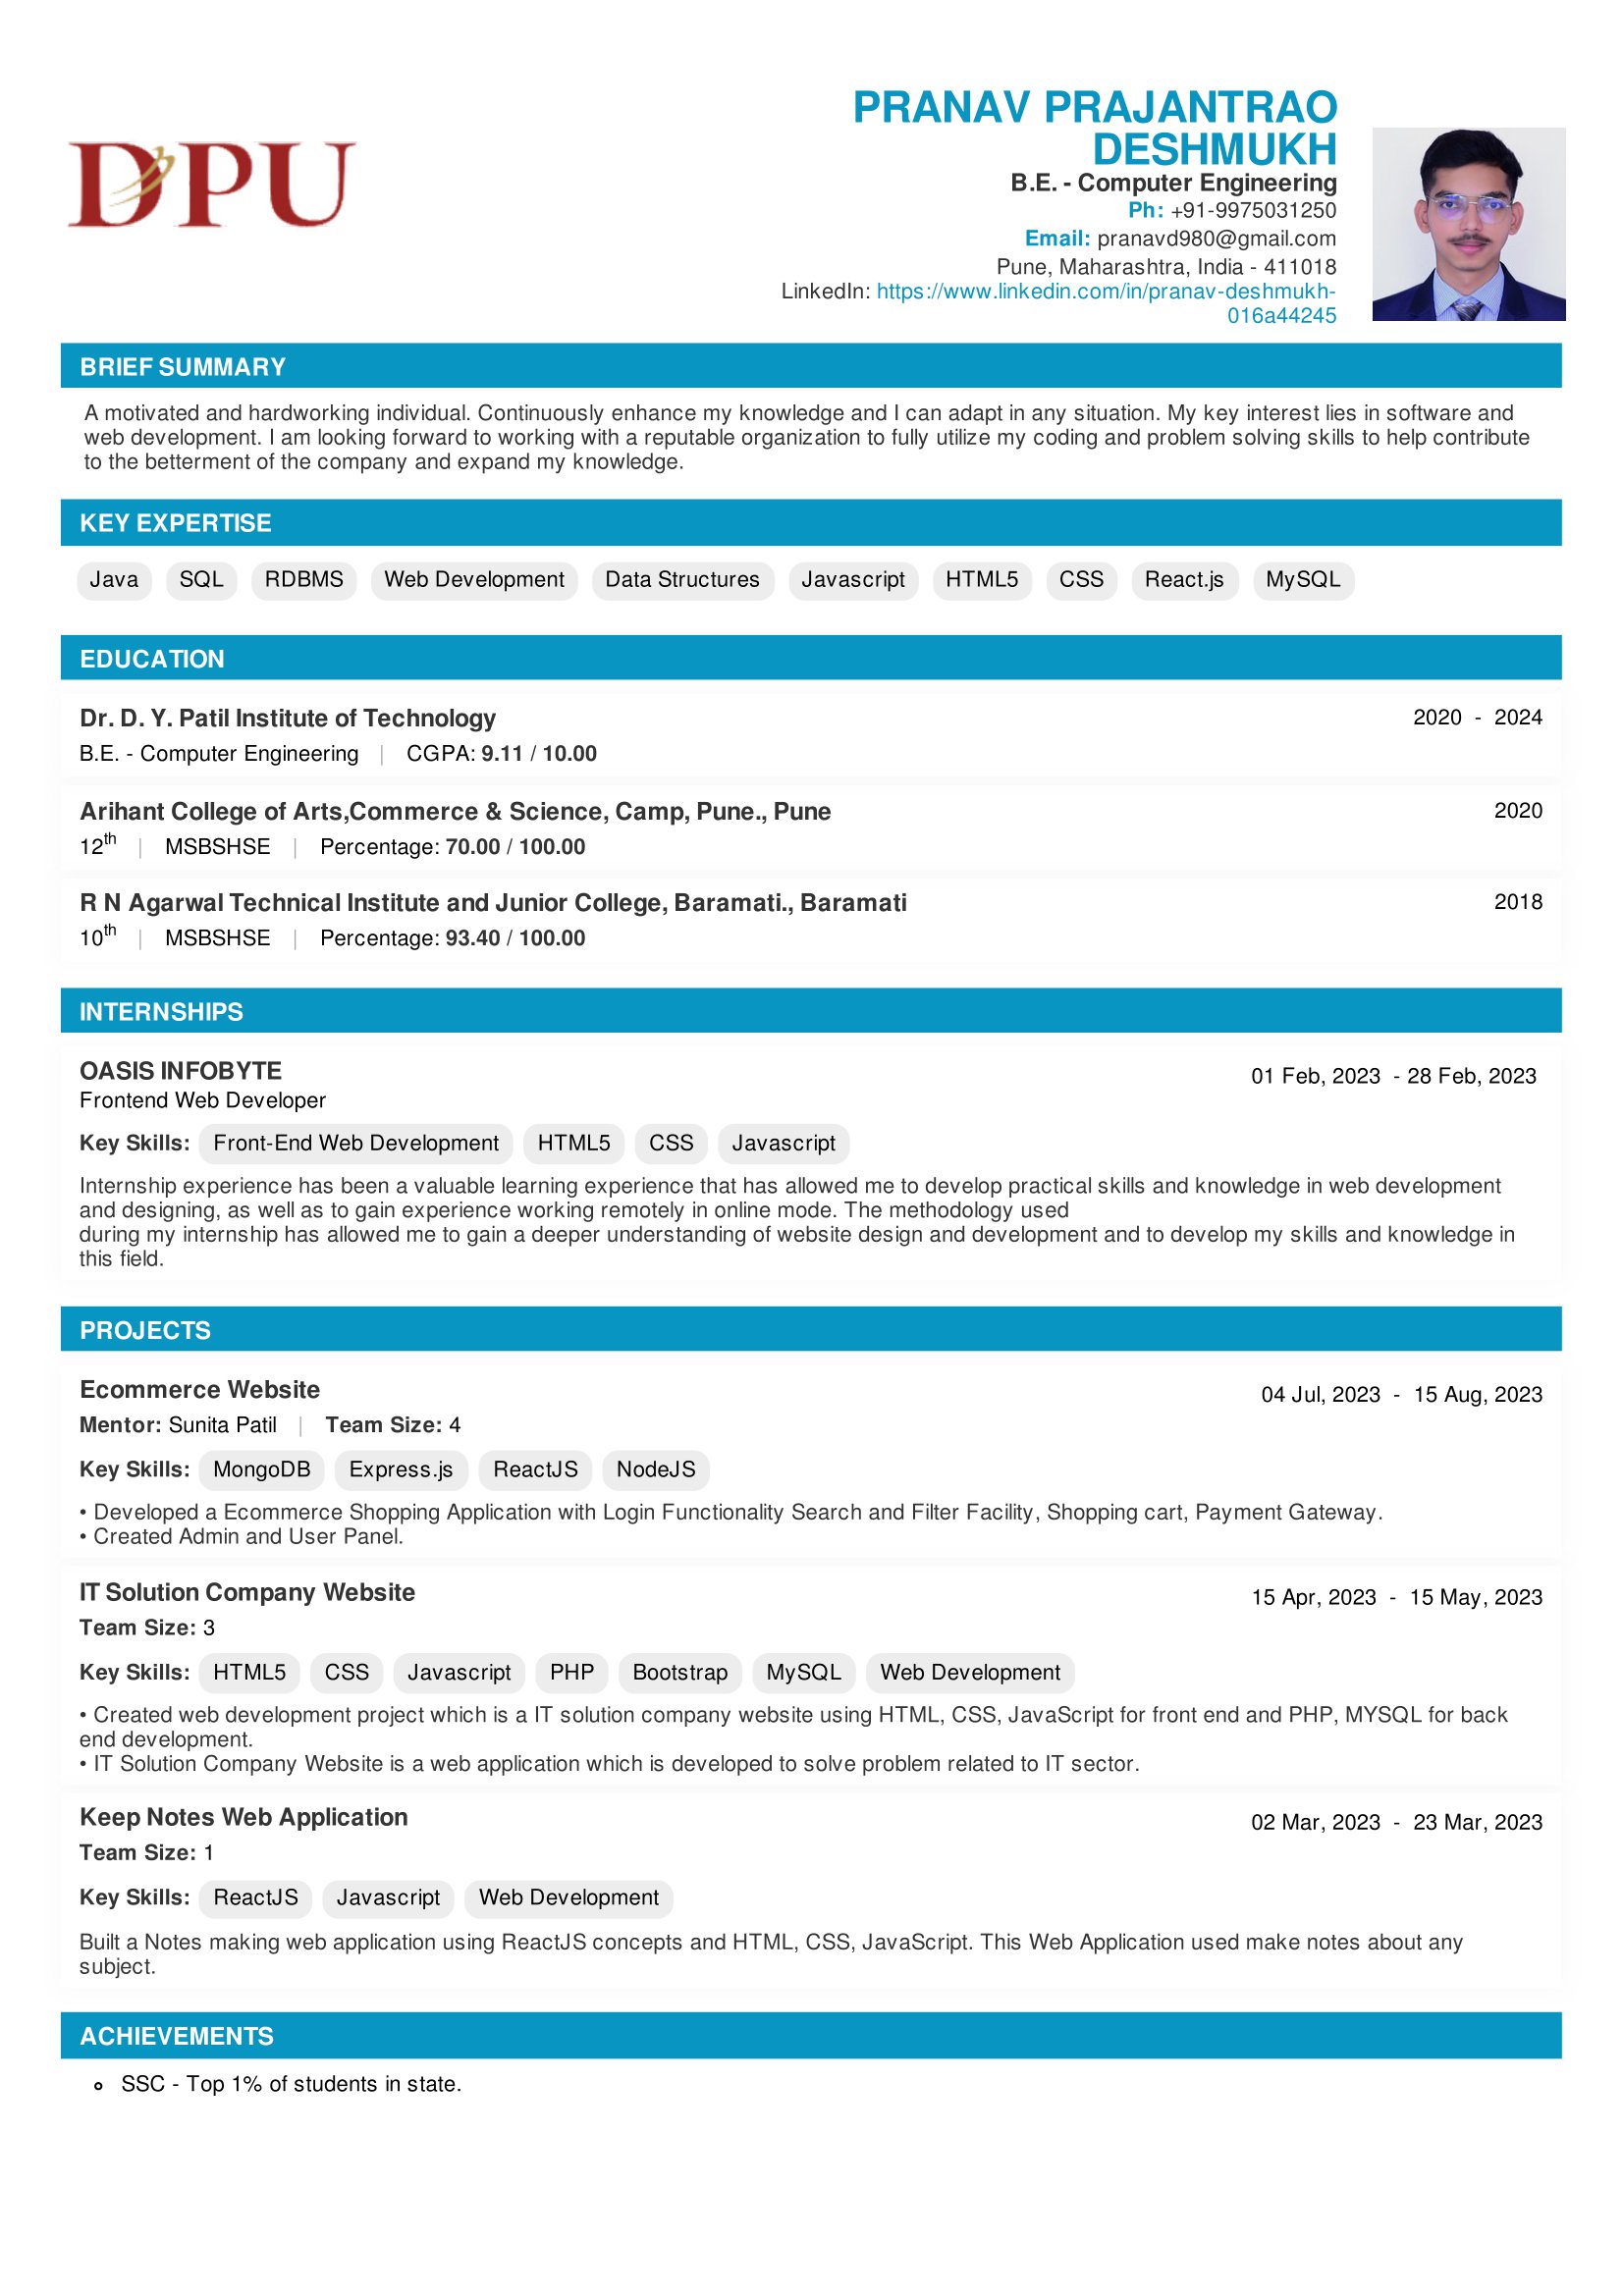 DPU
PRANAV PRAJANTRAO
DESHMUKH
B.E. - Computer Engineering
Ph: +91-9975031250
Email: pranavd980@gmail.com
Pune, Maharashtra, India - 411018
LinkedIn: https://www.linkedin.com/in/pranav-deshmukh-
016a44245
BRIEF SUMMARY
A motivated and hardworking individual. Continuously enhance my knowledge and I can adapt in any situation. My key interest lies in software and
web development. I am looking forward to working with a reputable organization to fully utilize my coding and problem solving skills to help contribute
to the betterment of the company and expand my knowledge.
KEY EXPERTISE
Java SQL RDBMS Web Development Data Structures Javascript HTML5 CSS React.js MySQL
EDUCATION
Dr. D. Y. Patil Institute of Technology 2020 - 2024
B.E. - Computer Engineering | CGPA: 9.11 / 10.00
Arihant College of Arts,Commerce & Science, Camp, Pune., Pune 2020
12th | MSBSHSE | Percentage: 70.00 / 100.00
R N Agarwal Technical Institute and Junior College, Baramati., Baramati 2018
10th | MSBSHSE | Percentage: 93.40 / 100.00
INTERNSHIPS
OASIS INFOBYTE 01 Feb, 2023 - 28 Feb, 2023
Frontend Web Developer
Key Skills: Front-End Web Development HTML5 CSS Javascript
Internship experience has been a valuable learning experience that has allowed me to develop practical skills and knowledge in web development
and designing, as well as to gain experience working remotely in online mode. The methodology used
during my internship has allowed me to gain a deeper understanding of website design and development and to develop my skills and knowledge in
this field.
PROJECTS
Ecommerce Website 04 Jul, 2023 - 15 Aug, 2023
Mentor: Sunita Patil | Team Size: 4
Key Skills: MongoDB Express.js ReactJS NodeJS
• Developed a Ecommerce Shopping Application with Login Functionality Search and Filter Facility, Shopping cart, Payment Gateway.
• Created Admin and User Panel.
IT Solution Company Website 15 Apr, 2023 - 15 May, 2023
Team Size: 3
Key Skills: HTML5 CSS Javascript PHP Bootstrap MySQL Web Development
• Created web development project which is a IT solution company website using HTML, CSS, JavaScript for front end and PHP, MYSQL for back
end development.
• IT Solution Company Website is a web application which is developed to solve problem related to IT sector.
Keep Notes Web Application 02 Mar, 2023 - 23 Mar, 2023
Team Size: 1
Key Skills: ReactJS Javascript Web Development
Built a Notes making web application using ReactJS concepts and HTML, CSS, JavaScript. This Web Application used make notes about any
subject.
ACHIEVEMENTS
SSC - Top 1% of students in state.